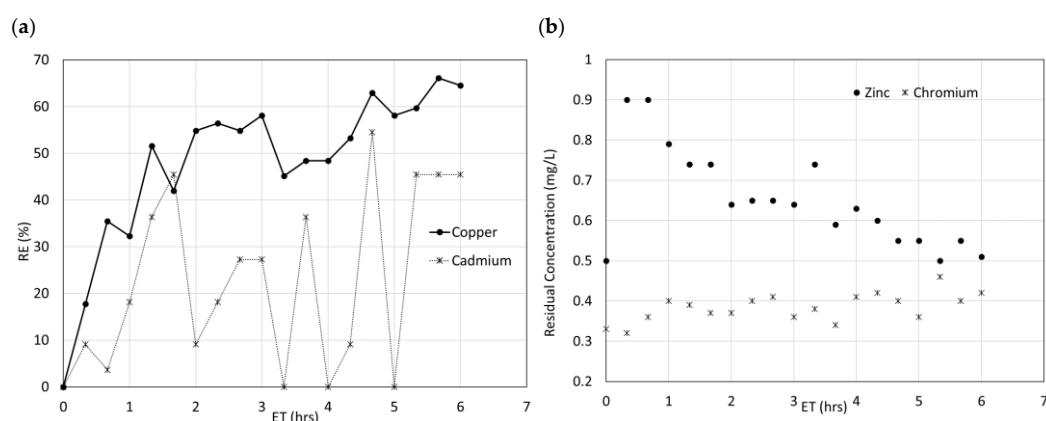 (a)
70
60
50
40
30
20
10
0
RE (%)
Copper
Cadmium
0 1 2 3 4 5 6 7
ET (hrs)
(b)
1
0.9
0.8
0.7
0.6
0.5
0.4
0.3
0.2
Residual Concentration (mg/L)
Zinc Chromium
0 1 2 3 4 5 6 7
ET (hrs)